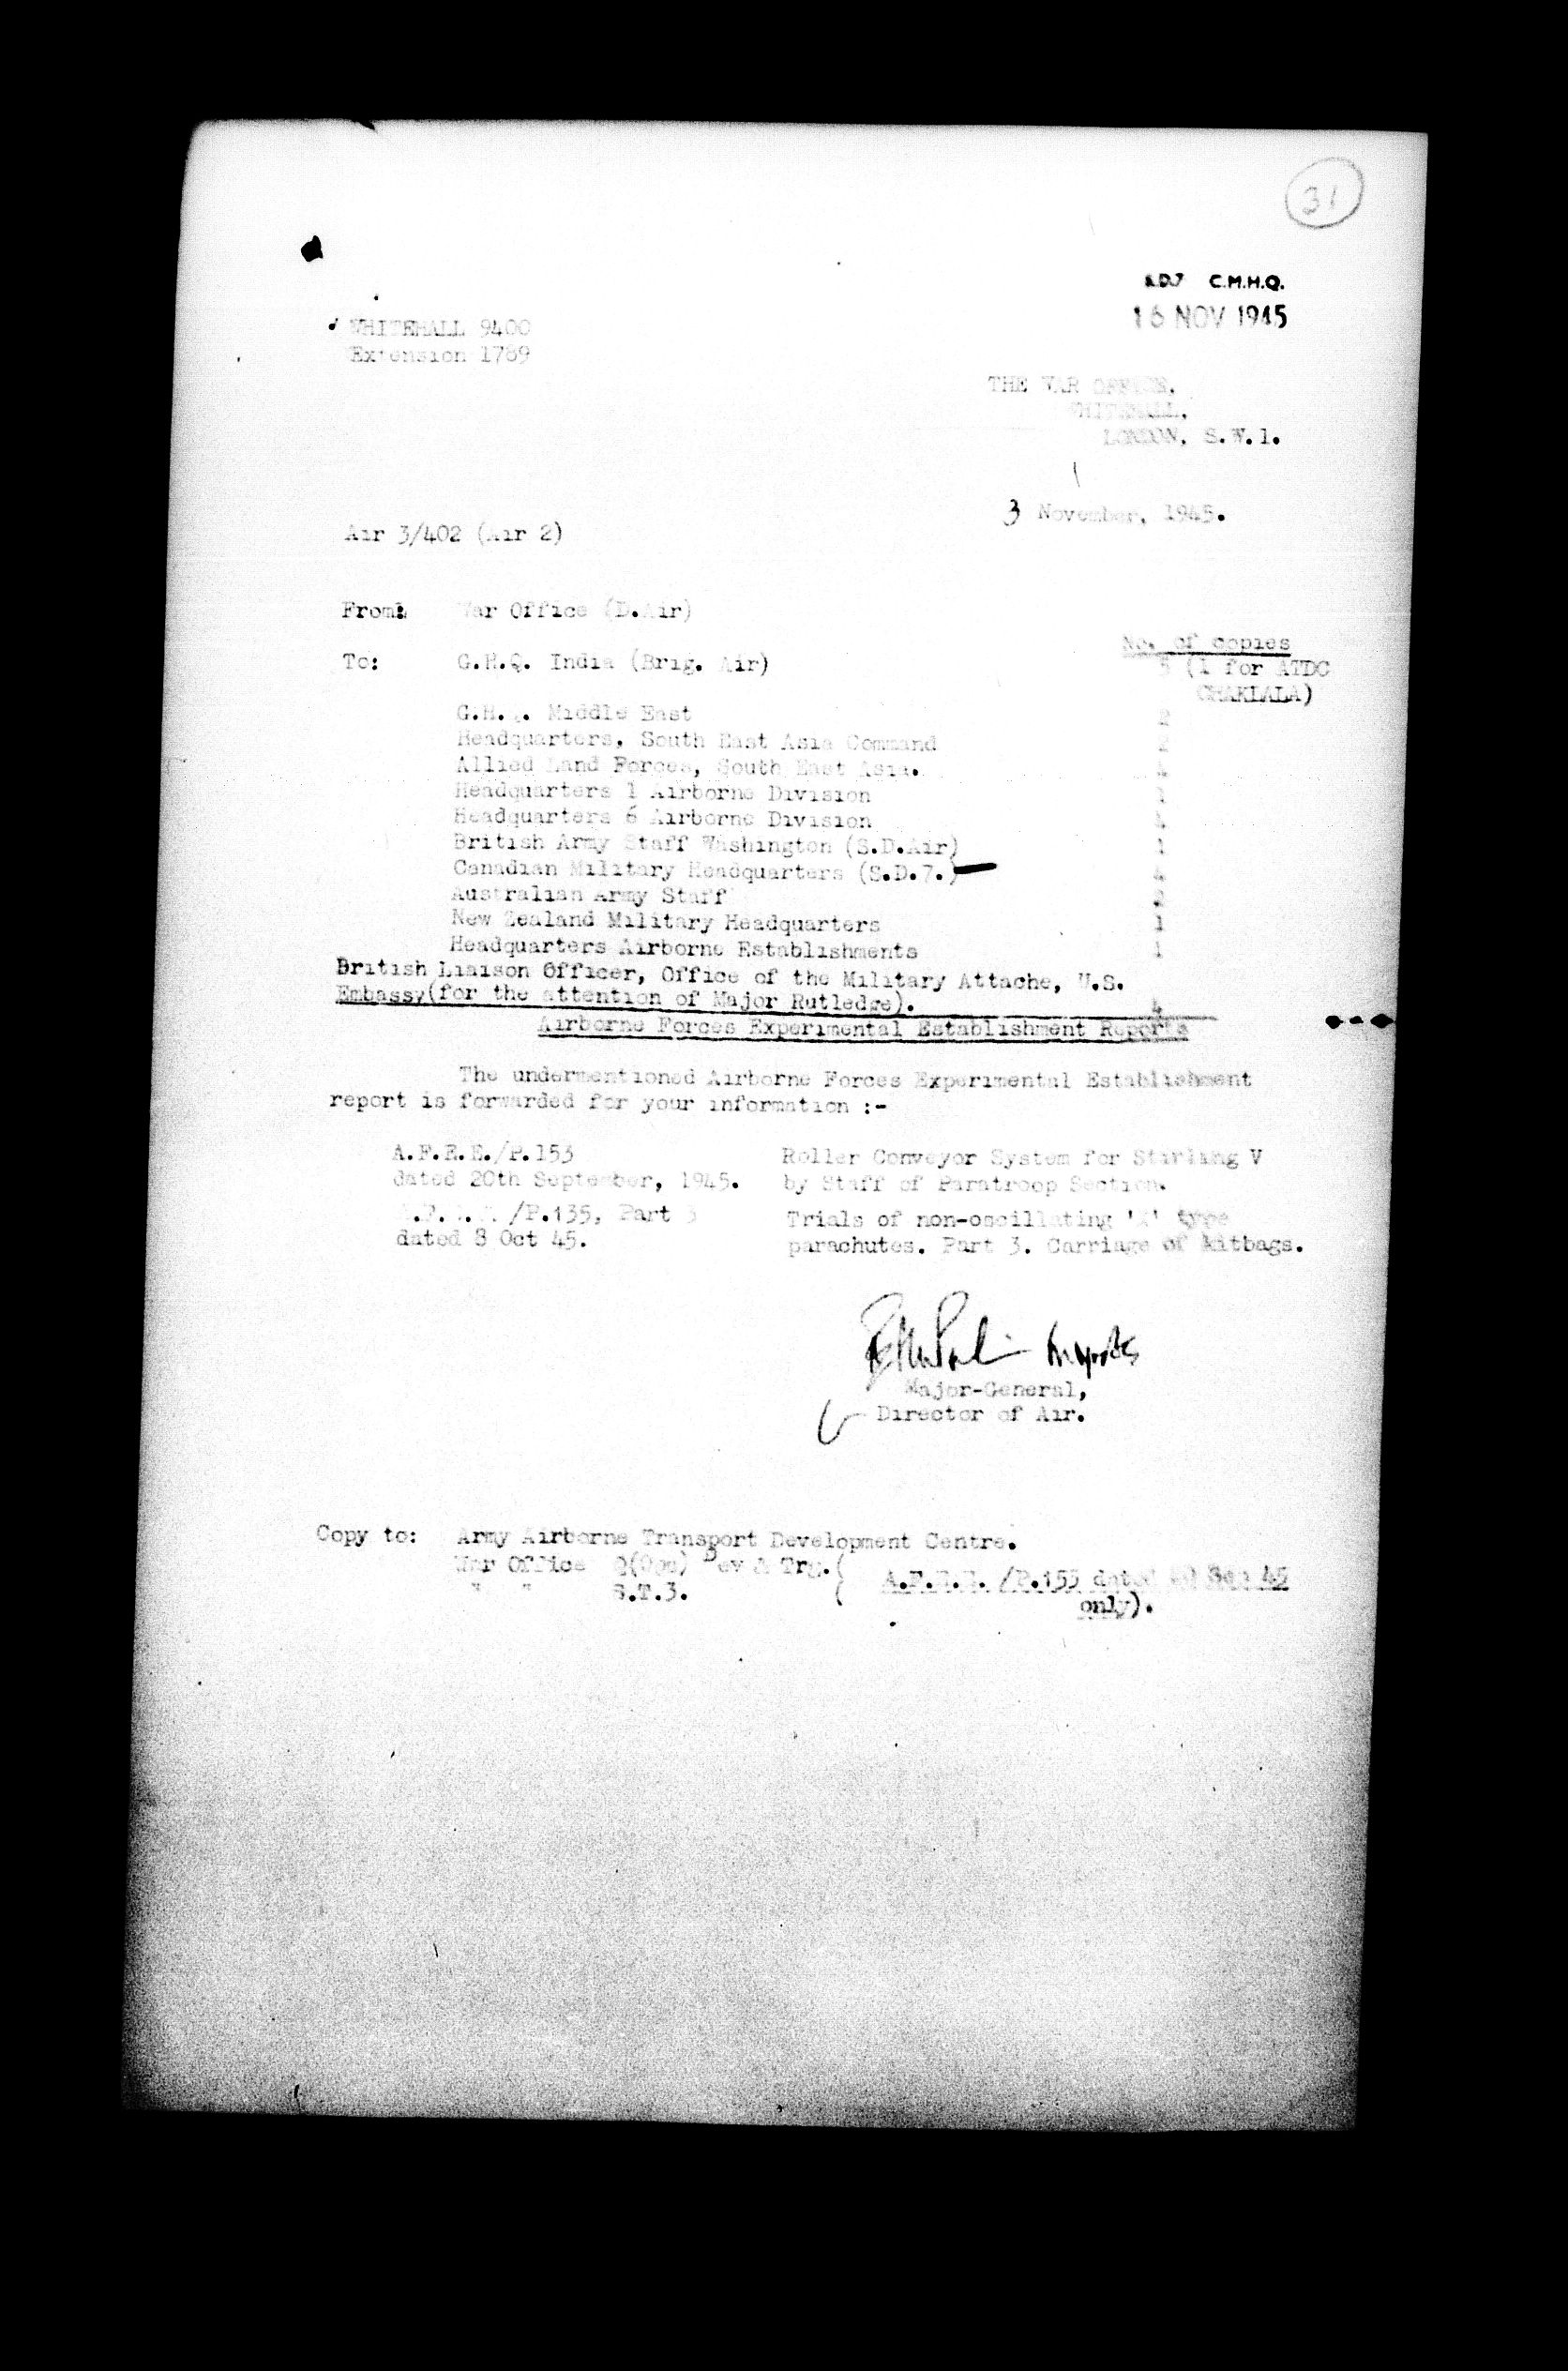 31
C.M.H.Q.
16 NOV 1945
WHITEHALL 9400
Extension 1789
THE WAR OFFICE,
WHITEHALL,
LONDON, S.W.1.
3 November, 1945.
Air 3/402 (Air 2)
From: War Office (D.Air)
No. of copies
To: G.H.Q. India (Brig. Air) 5 (1 for ATDC
CHAKLALA)
G.H.Q. Middle East 2
Headquarters, South East Asia Command 2
Allied Land Forces, South East Asia. 4
Headquarters 1 Airborne Division
Headquarters 6 Airborne Division 4
British Army Staff Washington (S.D.Air) 1
Canadian Military Headquarters (S.D.7.) 4
Australian Army Staff 2
New Zealand Military Headquarters 1
Headquarters Airborne Establishments 1
British Liaison Officer, Office of the Military Attache, U.S.
Embassy(for the attention of Major Rutledge). 4
Airborne Forces Experimental Establishment Reports
The undermentioned Airborne Forces Experimental Establishment
report is forwarded for your information :-
A.F.E.E./P.153 Roller Conveyor System for Stirling V
dated 20th September, 1945. by Staff of Paratroop Section.
A.F.E.E./P.135, Part 3 Trials of non-oscillating 'X' type
dated 8 Oct 45. parachutes. Part 3. Carriage of kitbags.
Major-General,
Director of Air.
Copy to: Army Airborne Transport Development Centre.
War Office Q(Ops) Dev & Trg. ( A.F.E.E./P.153 dated 20 Sep 45
" " S.T.3. ( only).